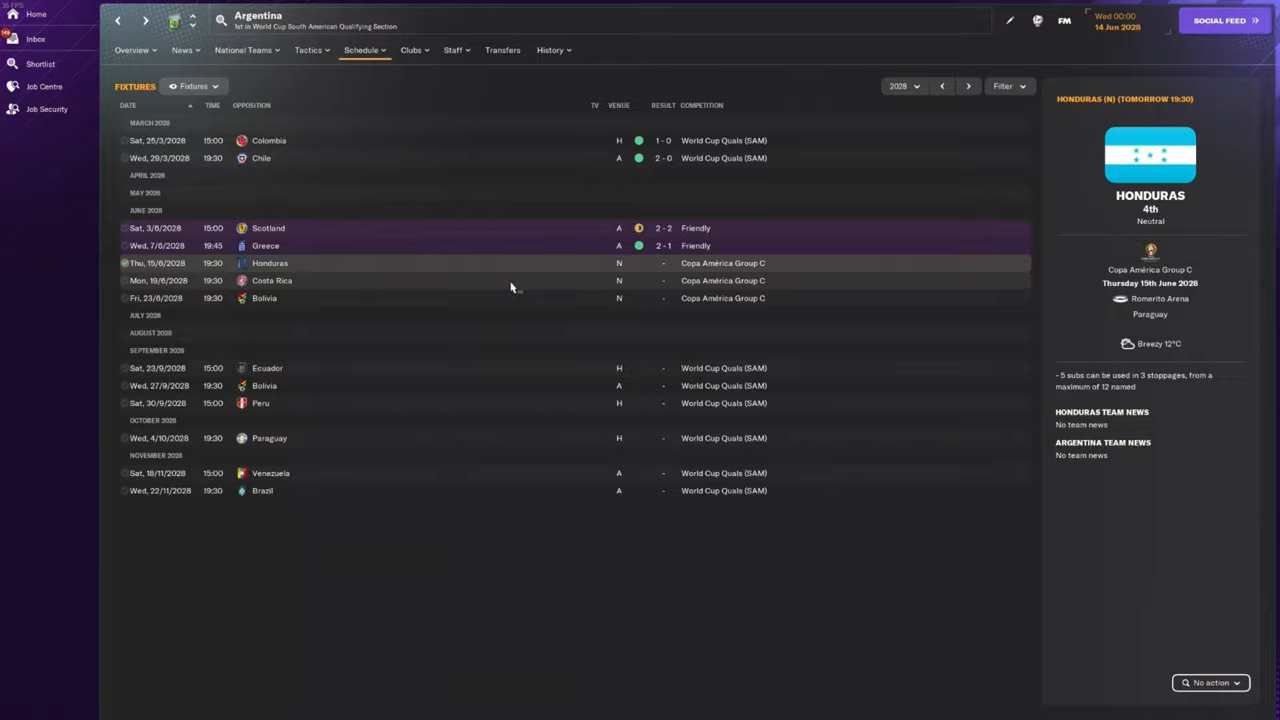 35 FPS
Home
Argentina
1st in World Cup South American Qualifying Section
FM
Wed 00:00
14 Jun 2028
SOCIAL FEED
Inbox
Shortlist
Job Centre
Job Security
Overview News National Teams Tactics Schedule Clubs Staff Transfers History
FIXTURES Fixtures 2028 Filter
DATE TIME OPPOSITION TV VENUE RESULT COMPETITION
MARCH 2028
Sat, 25/3/2028 15:00 Colombia H 1 - 0 World Cup Quals (SAM)
Wed, 29/3/2028 19:30 Chile A 2 - 0 World Cup Quals (SAM)
APRIL 2028
MAY 2028
JUNE 2028
Sat, 3/6/2028 15:00 Scotland A 2 - 2 Friendly
Wed, 7/6/2028 19:45 Greece A 2 - 1 Friendly
Thu, 15/6/2028 19:30 Honduras N - Copa América Group C
Mon, 19/6/2028 19:30 Costa Rica N - Copa América Group C
Fri, 23/6/2028 19:30 Bolivia N - Copa América Group C
JULY 2028
AUGUST 2028
SEPTEMBER 2028
Sat, 23/9/2028 15:00 Ecuador H - World Cup Quals (SAM)
Wed, 27/9/2028 19:30 Bolivia A - World Cup Quals (SAM)
Sat, 30/9/2028 15:00 Peru H - World Cup Quals (SAM)
OCTOBER 2028
Wed, 4/10/2028 19:30 Paraguay H - World Cup Quals (SAM)
NOVEMBER 2028
Sat, 18/11/2028 15:00 Venezuela A - World Cup Quals (SAM)
Wed, 22/11/2028 19:30 Brazil A - World Cup Quals (SAM)
HONDURAS (N) (TOMORROW 19:30)
HONDURAS
4th
Neutral
Copa América Group C
Thursday 15th June 2028
Romerito Arena
Paraguay
Breezy 12°C
- 5 subs can be used in 3 stoppages, from a
maximum of 12 named
HONDURAS TEAM NEWS
No team news
ARGENTINA TEAM NEWS
No team news
No action